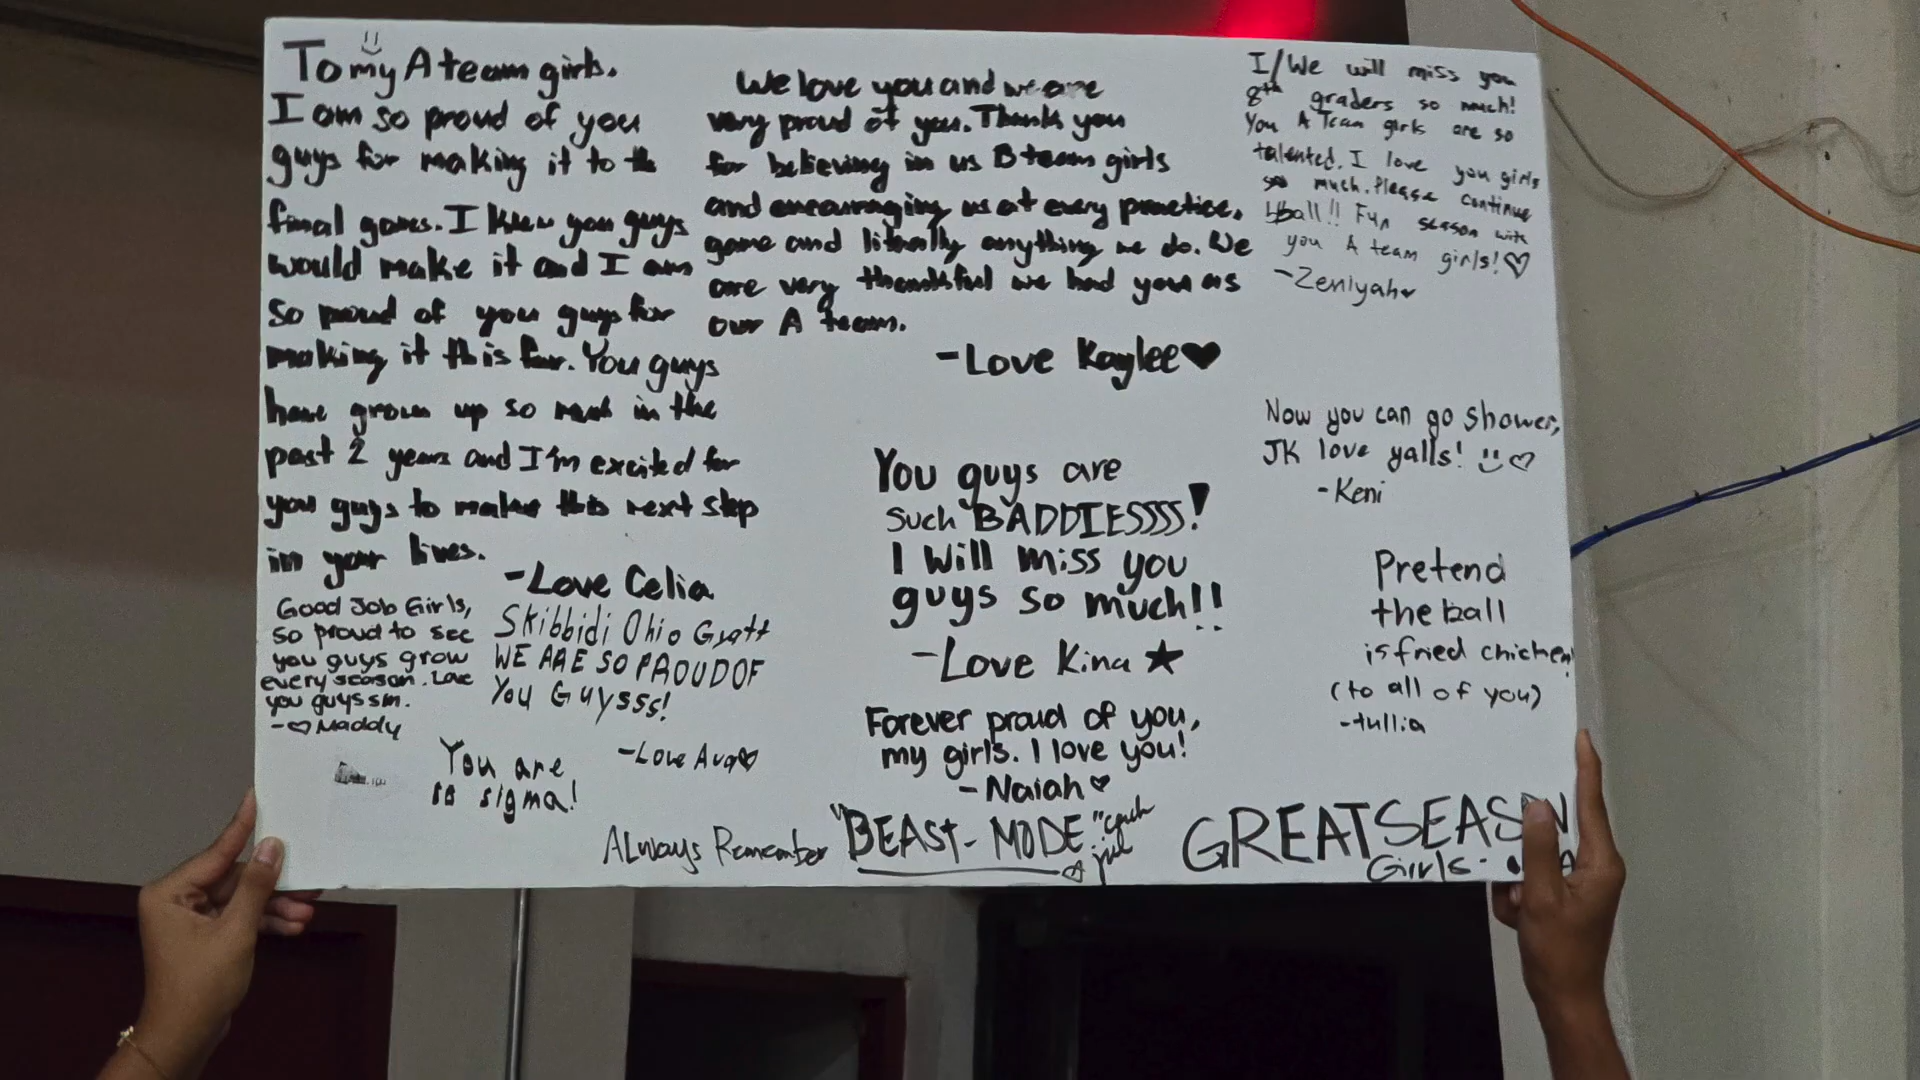 To my A team girls.
I am so proud of you
guys for making it to the
final games. I knew you guys
would make it and I am
so proud of you guys for
making it this far. You guys
have grown up so much in the
past 2 years and I'm excited for
you guys to make this next step
in your lives.
-Love Celia
We love you and we are
very proud of you. Thank you
for believing in us B team girls
and encouraging us at every practice,
game and literally anything we do. We
are very thankful we had you as
our A team.
-Love Kaylee
I/We will miss you
8th graders so much!
You A Team girls are so
talented. I love you girls
so much. Please continue
bball!! Fun season with
you A team girls!
-Zeniyah
Now you can go shower,
JK love yalls!
-Keni
You guys are
such BADDIESSSS!
I will miss you
guys so much!!
-Love Kina
Pretend
the ball
is fried chicken
(to all of you)
-tullia
Good Job Girls,
so proud to see
you guys grow
every season. Love
you guys sm.
-Maddy
Skibbidi Ohio Gyatt
WE ARE SO PROUD OF
You Guysss!
-Love Ava
You are
so sigma!
Forever proud of you,
my girls. I love you!
-Naiah
ALways Remember "BEAST-MODE"
GREAT SEASON
Girls